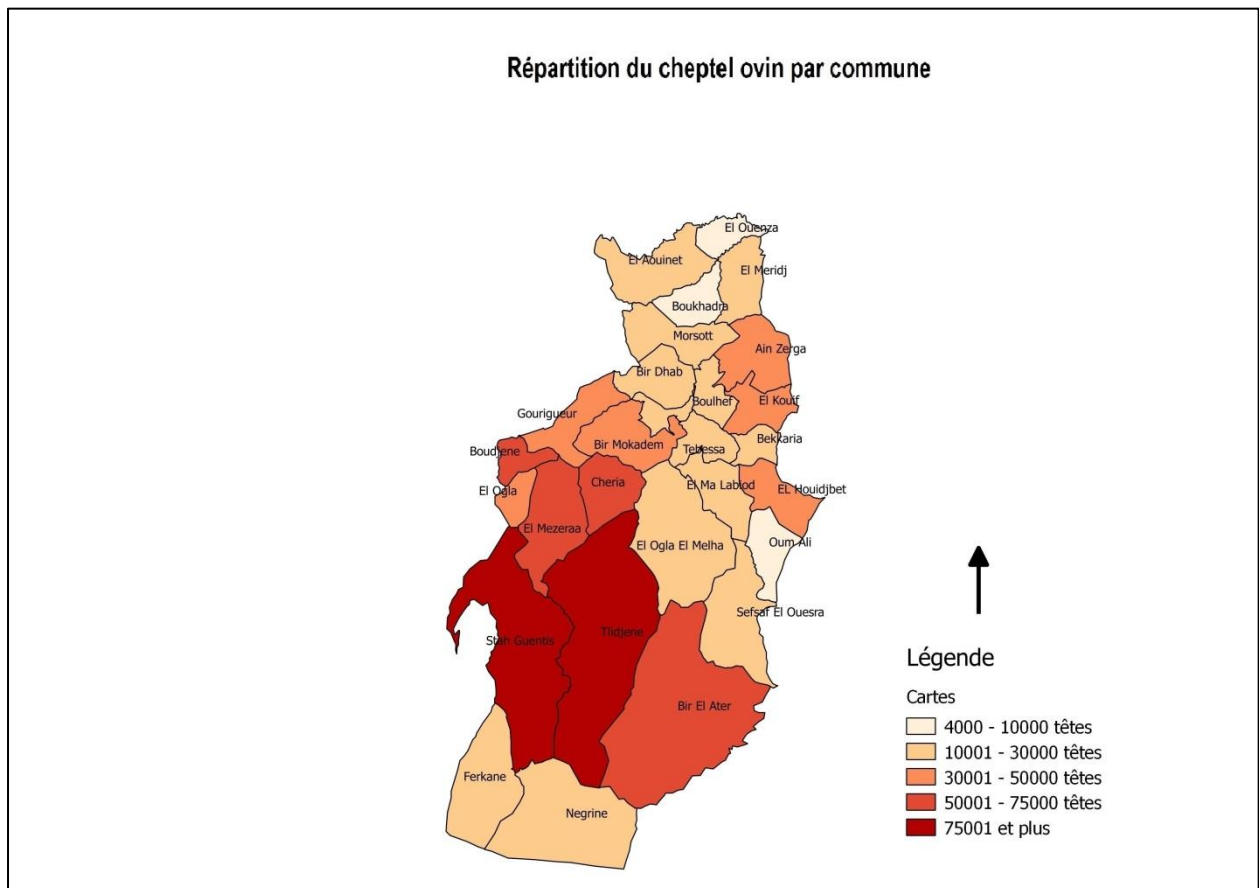 Répartition du cheptel ovin par commune
El Ouenza
El Aouinet
El Meridj
Boukhadra
Morsott
Ain Zerga
Bir Dhab
Boulhef
El Kouif
Gourigueur
Bir Mokadem
Tebessa
Bekkaria
Boudjene
Cheria
El Ma Labiod
EL Houidjbet
El Ogla
El Mezeraa
El Ogla El Melha
Oum Ali
Sefsaf El Ouesra
Stah Guentis
Tlidjene
Bir El Ater
Ferkane
Negrine
Légende
Cartes
4000 - 10000 têtes
10001 - 30000 têtes
30001 - 50000 têtes
50001 - 75000 têtes
75001 et plus